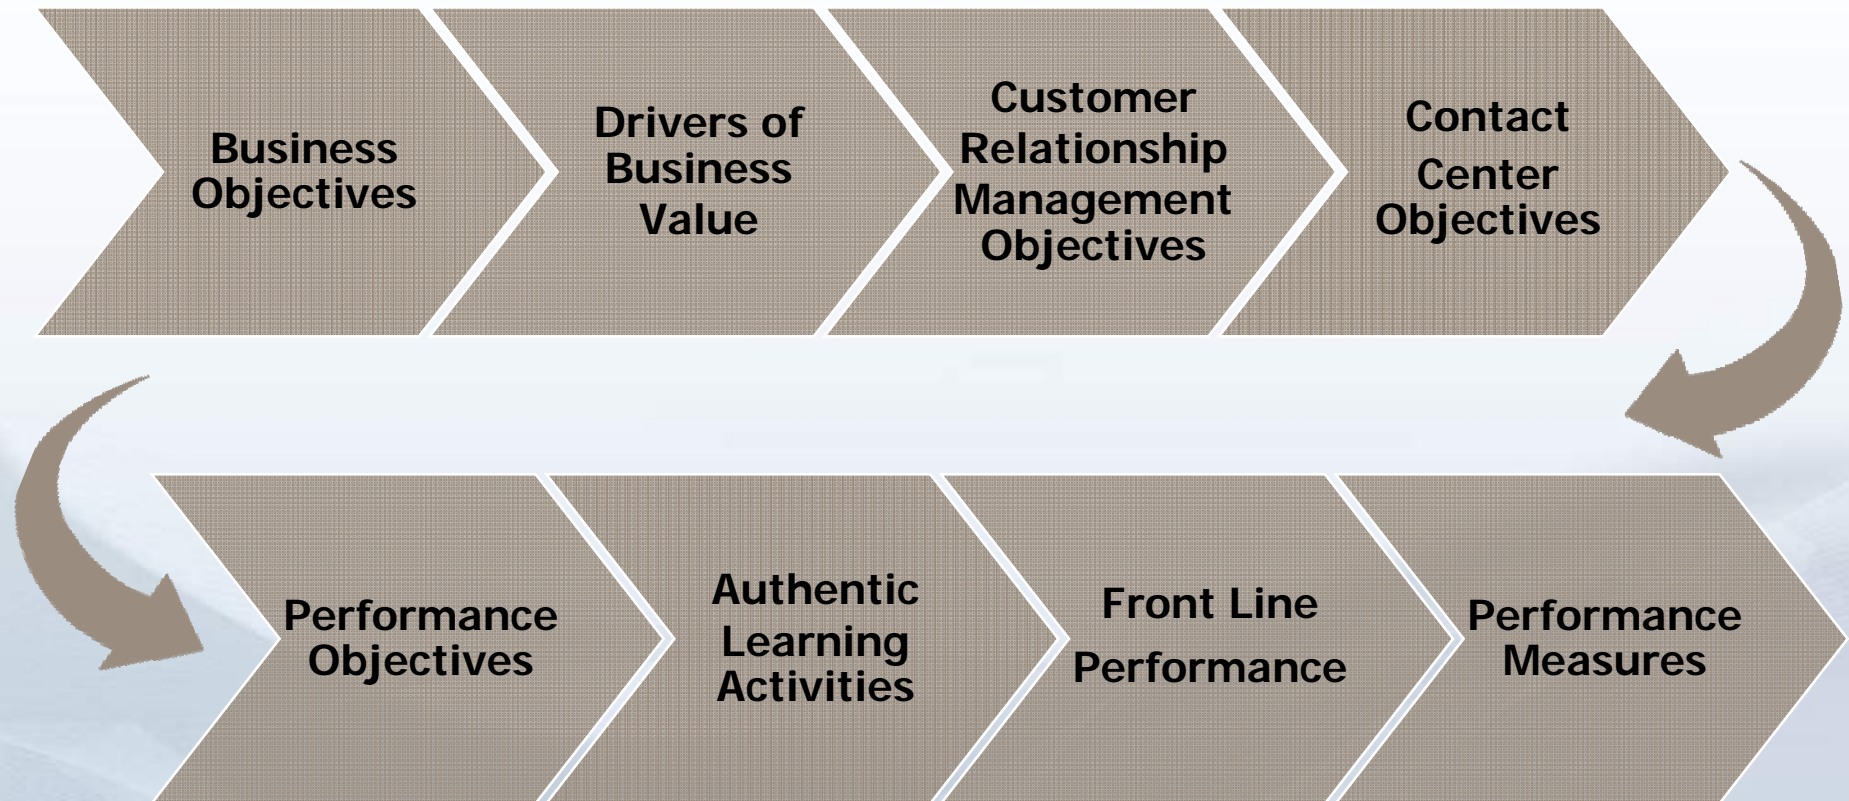 Business
Objectives
Drivers of
Business
Value
Customer
Relationship
Management
Objectives
Contact
Center
Objectives
Performance
Objectives
Authentic
Learning
Activities
Front Line
Performance
Performance
Measures